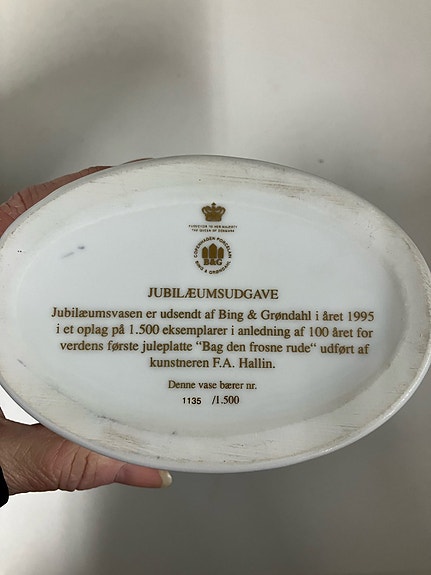 PURVEYOR TO HER MAJESTY
THE QUEEN OF DENMARK
COPENHAGEN PORCELAIN
B&G
BING & GRØNDAHL
JUBILÆUMSUDGAVE
Jubilæumsvasen er udsendt af Bing & Grøndahl i året 1995
i et oplag på 1.500 eksemplarer i anledning af 100 året for
verdens første juleplatte "Bag den frosne rude" udført af
kunstneren F.A. Hallin.
Denne vase bærer nr.
1135 /1.500